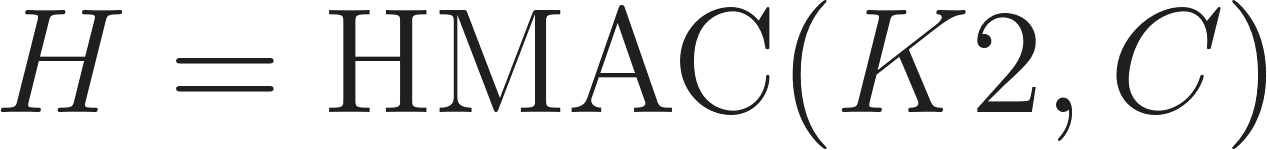 H = HMAC(K2, C)